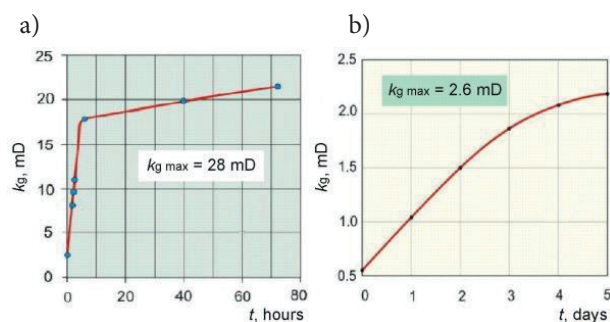 a)
kg, mD
25
20
15
10
5
0
kg max = 28 mD
0
20
40
60
80
t, hours
b)
kg, mD
2.5
2.0
1.5
1.0
0.5
kg max = 2.6 mD
0
1
2
3
4
5
t, days